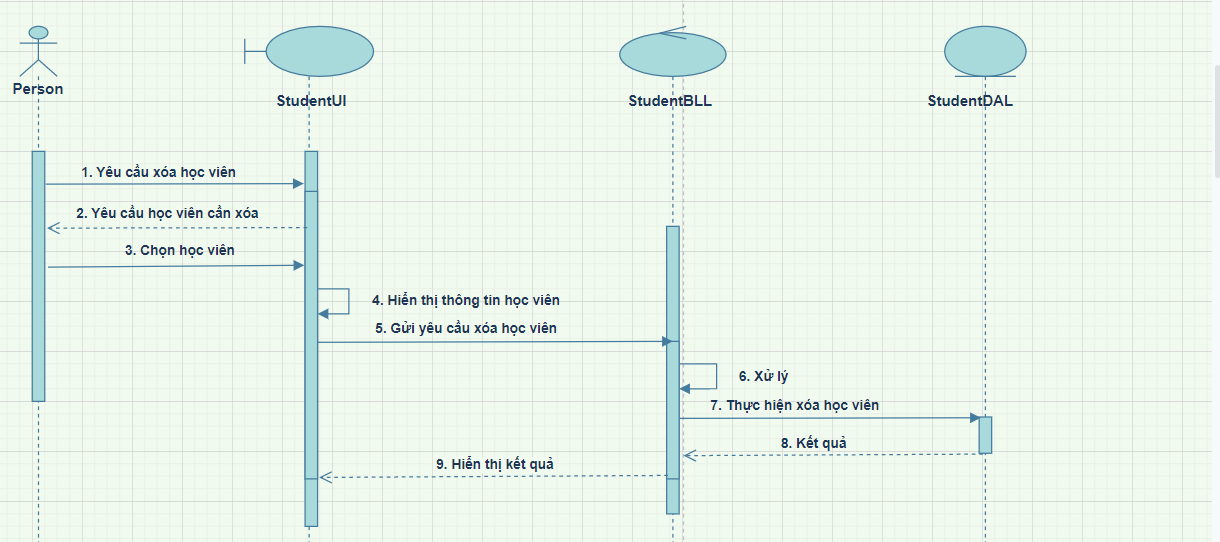 Person
StudentUI
StudentBLL
StudentDAL
1. Yêu cầu xóa học viên
2. Yêu cầu học viên cần xóa
3. Chọn học viên
4. Hiển thị thông tin học viên
5. Gửi yêu cầu xóa học viên
6. Xử lý
7. Thực hiện xóa học viên
8. Kết quả
9. Hiển thị kết quả